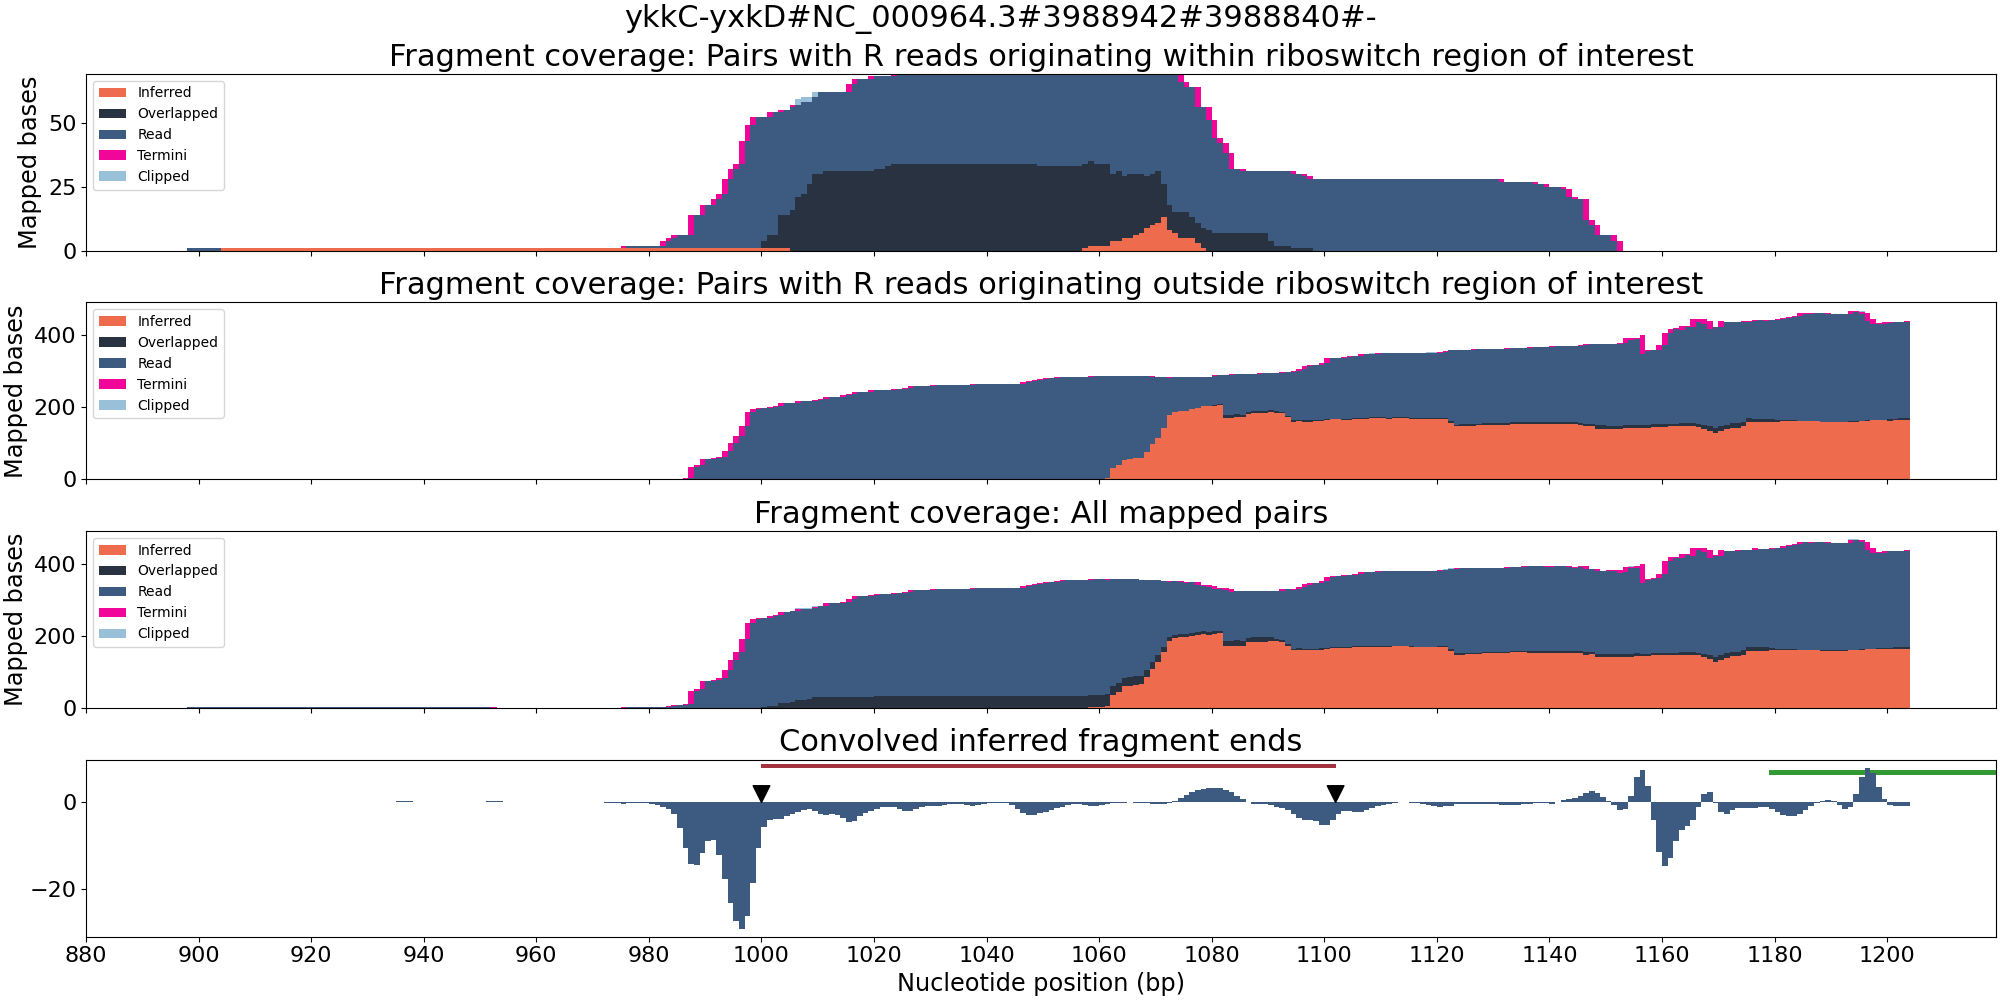 ykkC-yxkD#NC_000964.3#3988942#3988840#-
Fragment coverage: Pairs with R reads originating within riboswitch region of interest
Mapped bases
50
25
0
Inferred
Overlapped
Read
Termini
Clipped
Fragment coverage: Pairs with R reads originating outside riboswitch region of interest
Mapped bases
400
200
0
Inferred
Overlapped
Read
Termini
Clipped
Fragment coverage: All mapped pairs
Mapped bases
400
200
0
Inferred
Overlapped
Read
Termini
Clipped
Convolved inferred fragment ends
0
−20
880 900 920 940 960 980 1000 1020 1040 1060 1080 1100 1120 1140 1160 1180 1200
Nucleotide position (bp)